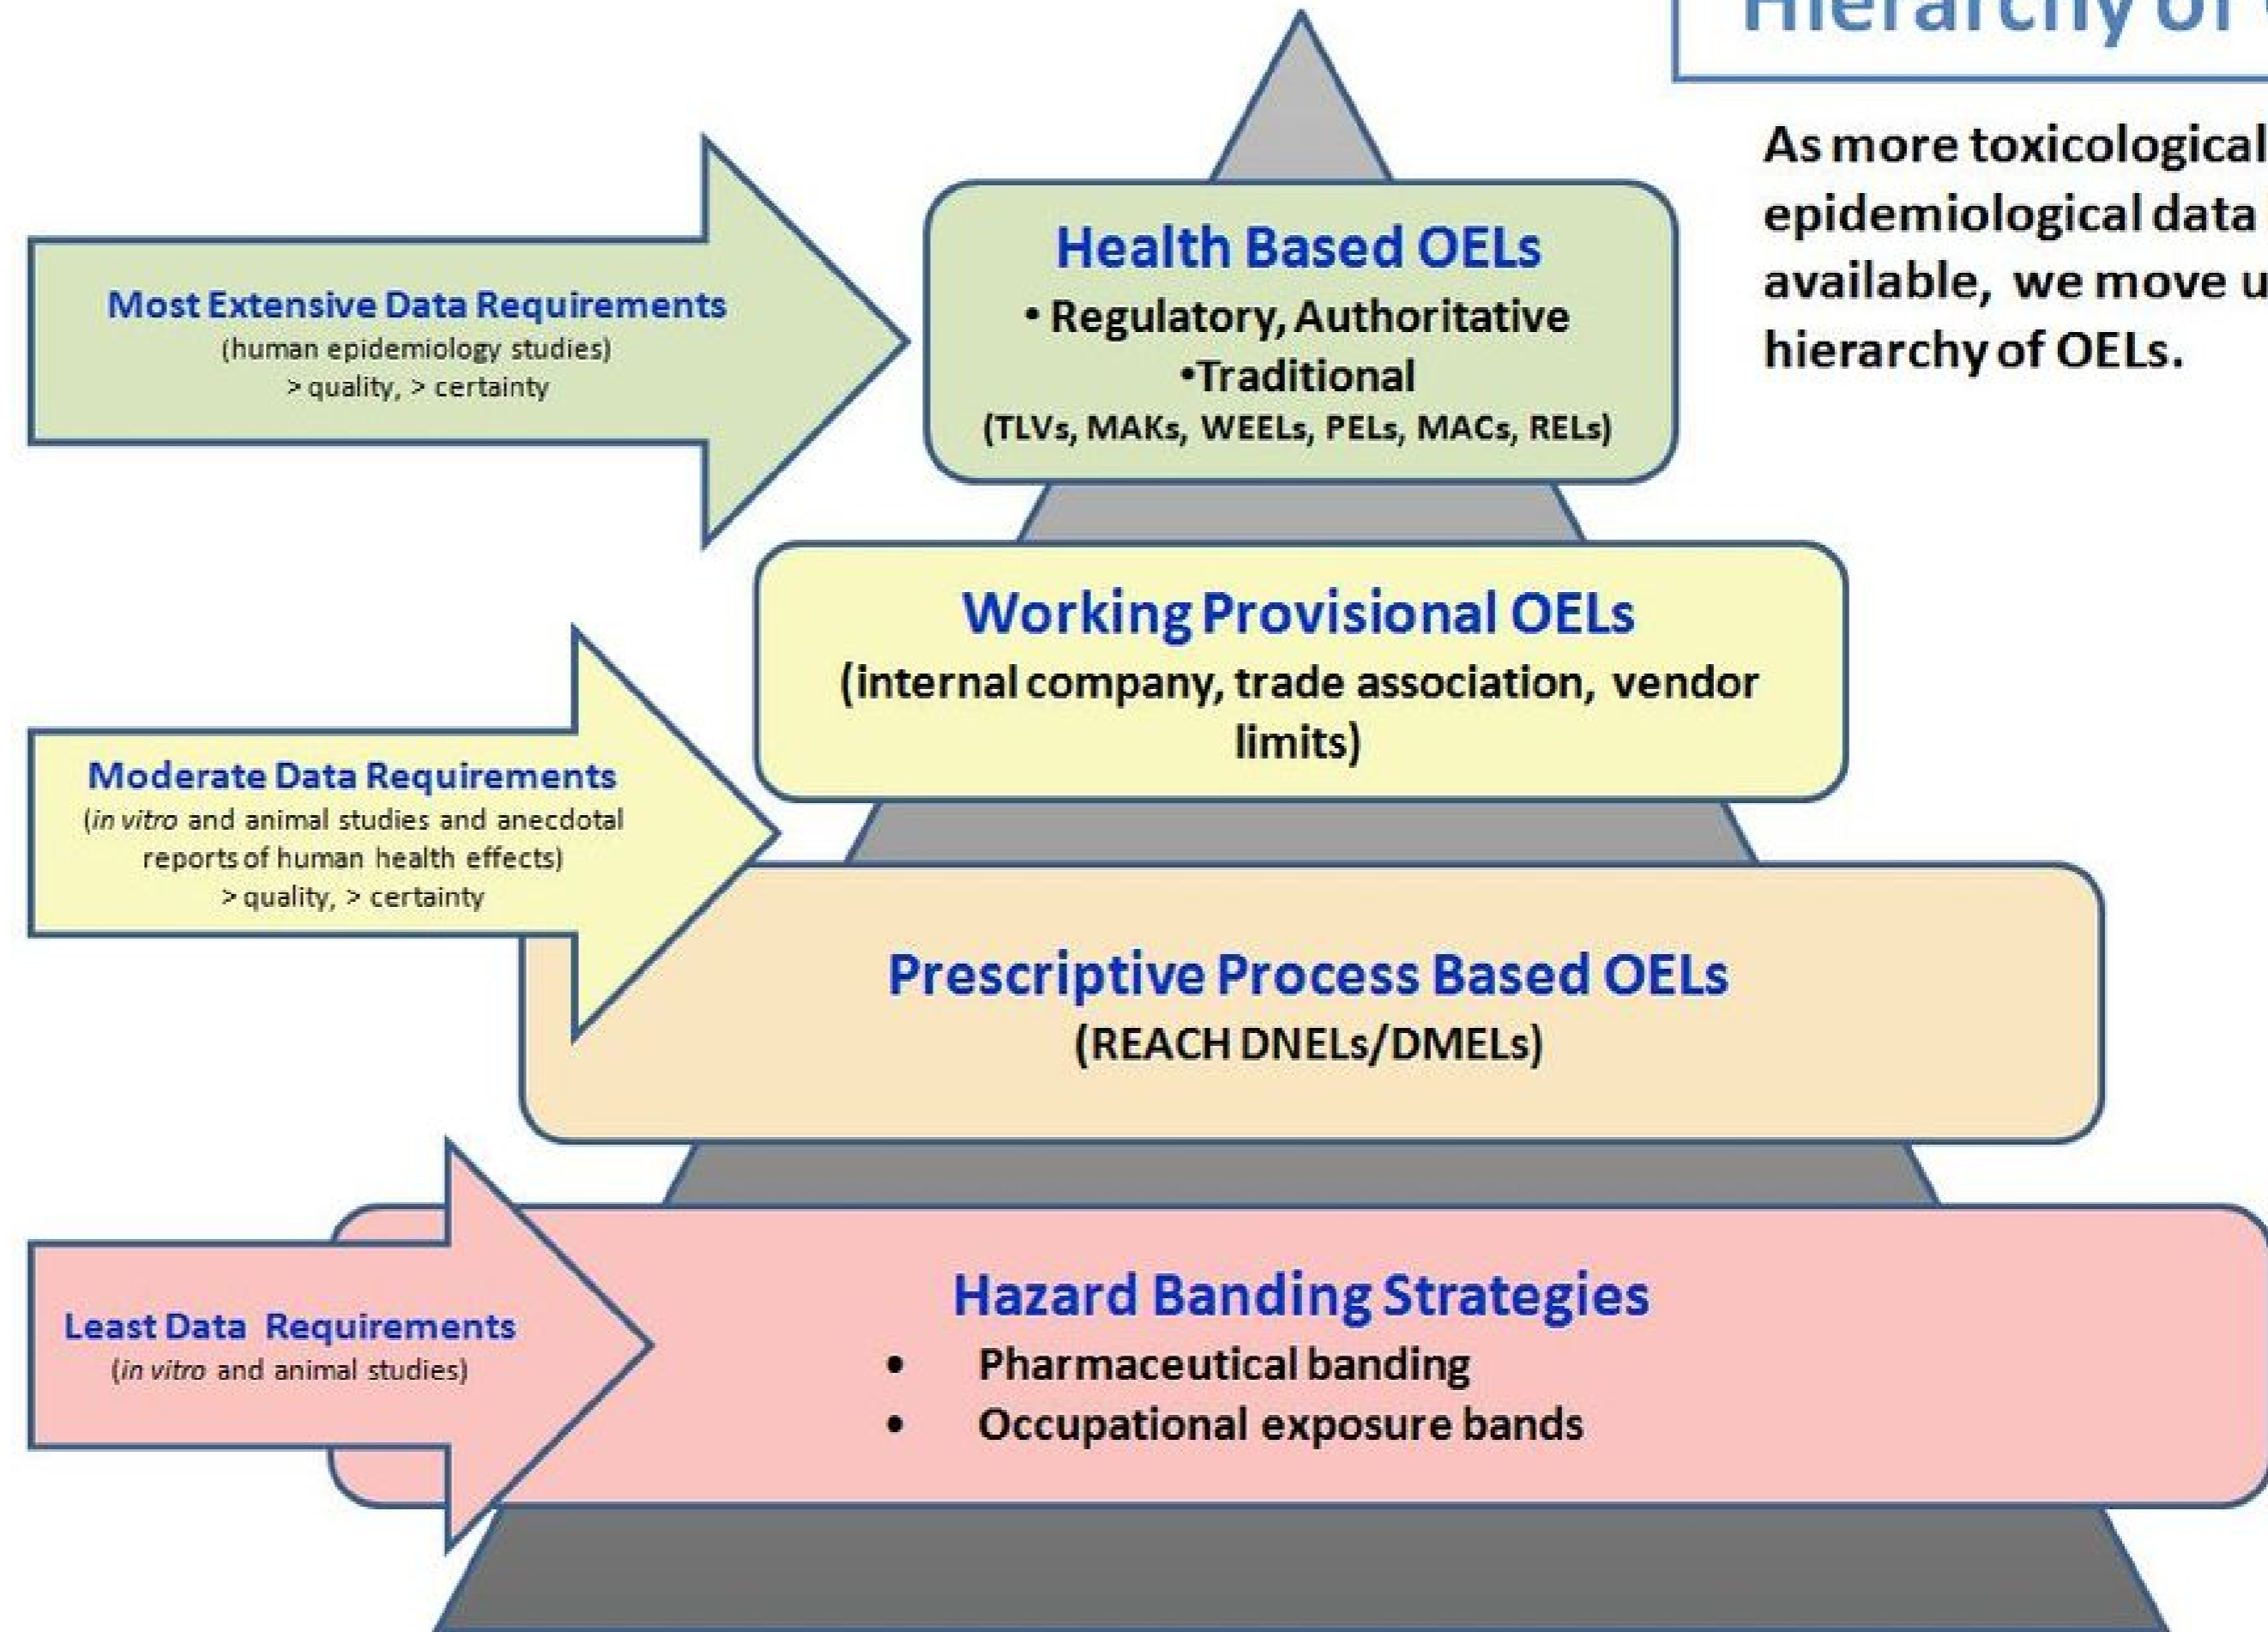 Hierarchy of
As more toxicological
epidemiological data
available, we move u
hierarchy of OELs.
Health Based OELs
• Regulatory, Authoritative
•Traditional
(TLVs, MAKs, WEELs, PELs, MACs, RELs)
Most Extensive Data Requirements
(human epidemiology studies)
> quality, > certainty
Working Provisional OELs
(internal company, trade association, vendor
limits)
Moderate Data Requirements
(in vitro and animal studies and anecdotal
reports of human health effects)
> quality, > certainty
Prescriptive Process Based OELs
(REACH DNELs/DMELs)
Hazard Banding Strategies
• Pharmaceutical banding
• Occupational exposure bands
Least Data Requirements
(in vitro and animal studies)